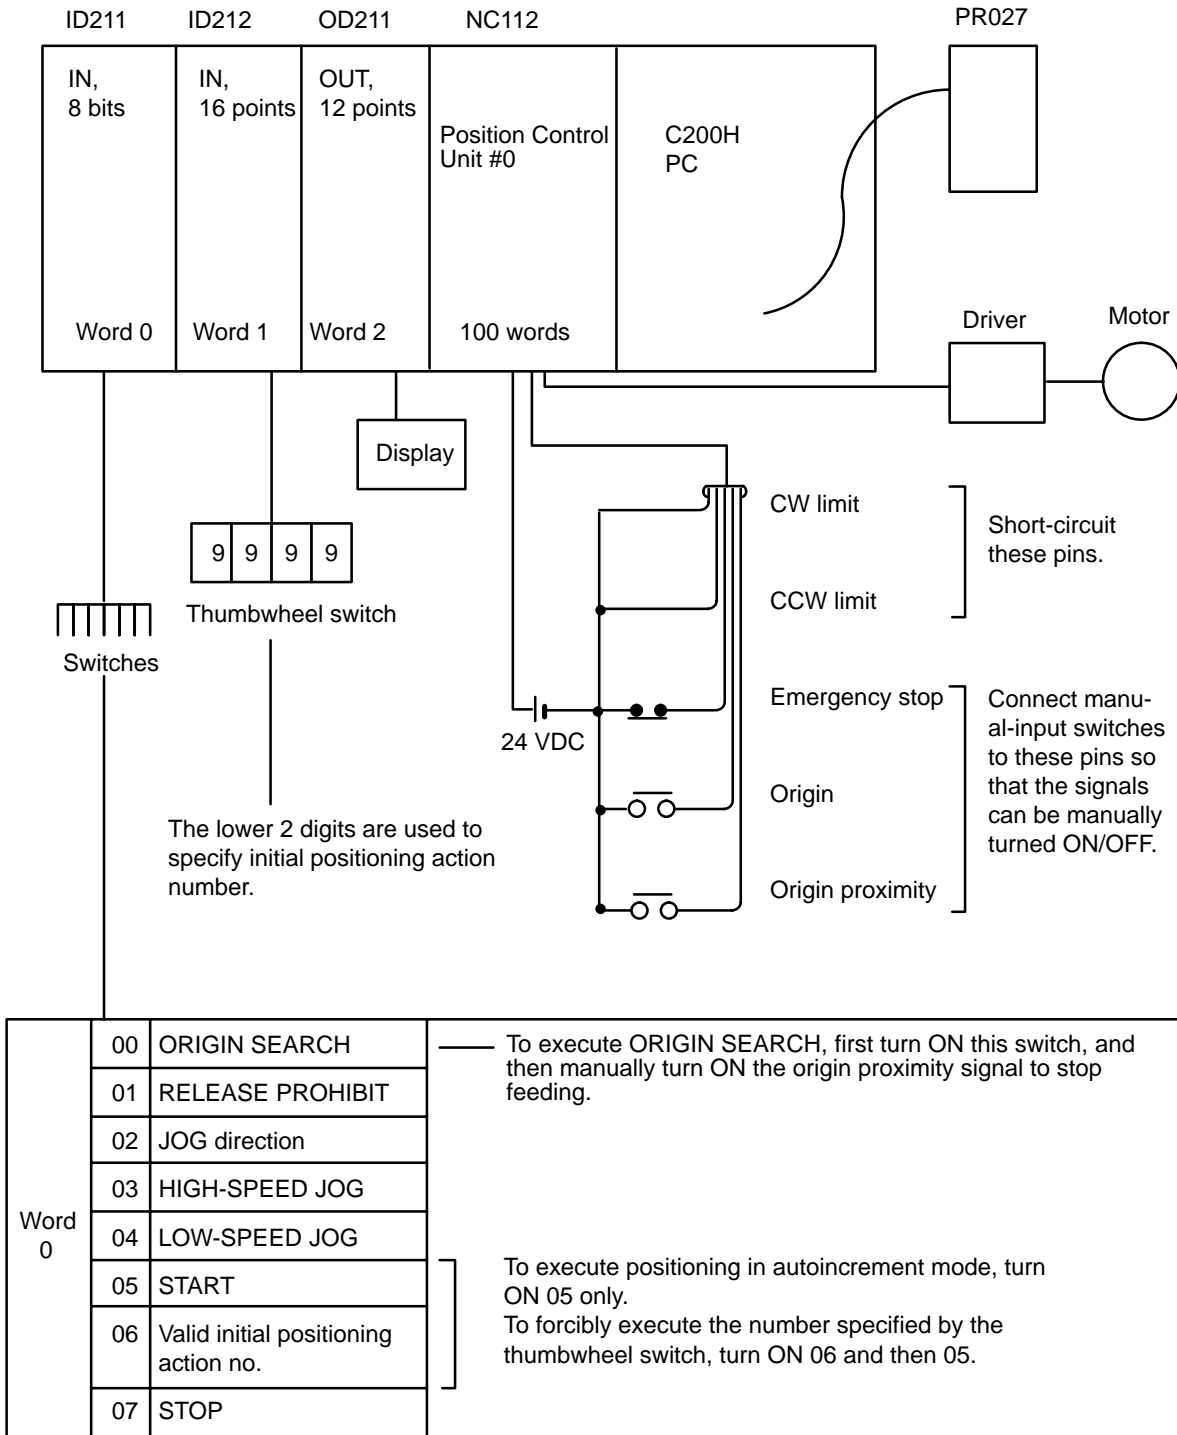 ID211
ID212
OD211
NC112
PR027
IN,
8 bits
IN,
16 points
OUT,
12 points
Position Control
Unit #0
C200H
PC
Word 0
Word 1
Word 2
100 words
Driver
Motor
Display
9 9 9 9
Thumbwheel switch
Switches
The lower 2 digits are used to
specify initial positioning action
number.
24 VDC
CW limit
CCW limit
Short-circuit
these pins.
Emergency stop
Origin
Origin proximity
Connect manu-
al-input switches
to these pins so
that the signals
can be manually
turned ON/OFF.
Word
0
00 ORIGIN SEARCH
01 RELEASE PROHIBIT
02 JOG direction
03 HIGH-SPEED JOG
04 LOW-SPEED JOG
05 START
06 Valid initial positioning
action no.
07 STOP
To execute ORIGIN SEARCH, first turn ON this switch, and
then manually turn ON the origin proximity signal to stop
feeding.
To execute positioning in autoincrement mode, turn
ON 05 only.
To forcibly execute the number specified by the
thumbwheel switch, turn ON 06 and then 05.